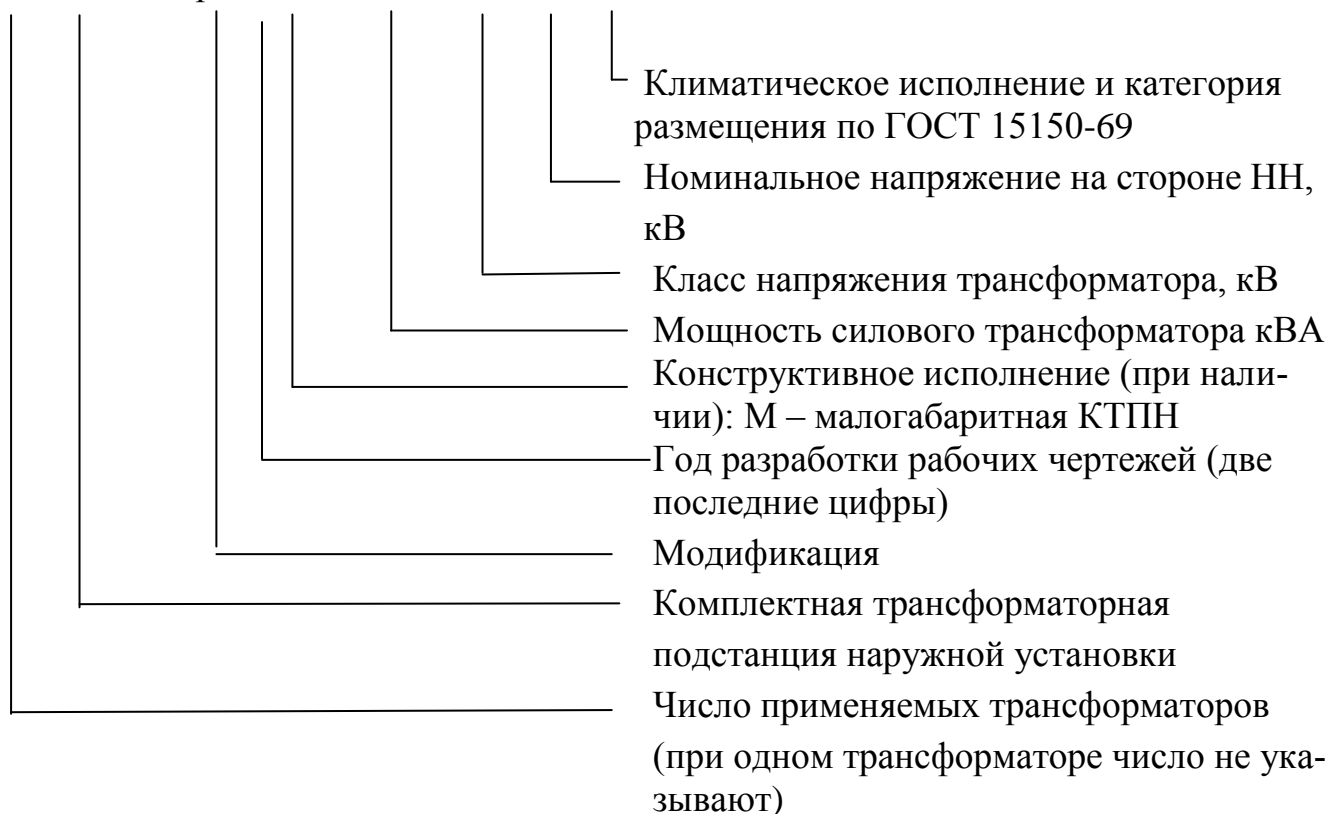 Климатическое исполнение и категория
размещения по ГОСТ 15150-69
Номинальное напряжение на стороне НН,
кВ
Класс напряжения трансформатора, кВ
Мощность силового трансформатора кВА
Конструктивное исполнение (при нали-
чии): М – малогабаритная КТПН
Год разработки рабочих чертежей (две
последние цифры)
Модификация
Комплектная трансформаторная
подстанция наружной установки
Число применяемых трансформаторов
(при одном трансформаторе число не ука-
зывают)